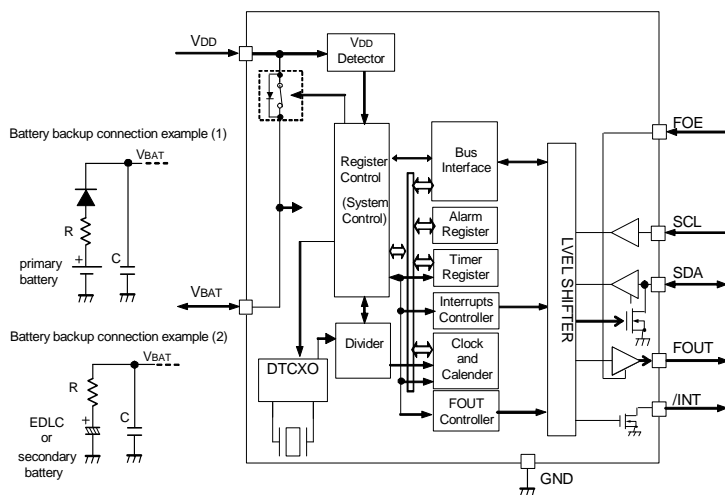 VDD
VDD
Detector
Battery backup connection example (1)
VBAT
R
+
C
primary
battery
VBAT
Battery backup connection example (2)
VBAT
R
+
C
EDLC
or
secondary
battery
Register
Control
(System
Control)
Bus
Interface
Alarm
Register
Timer
Register
Interrupts
Controller
Divider
Clock
and
Calender
DTCXO
FOUT
Controller
LVEL SHIFTER
FOE
SCL
SDA
FOUT
/INT
GND